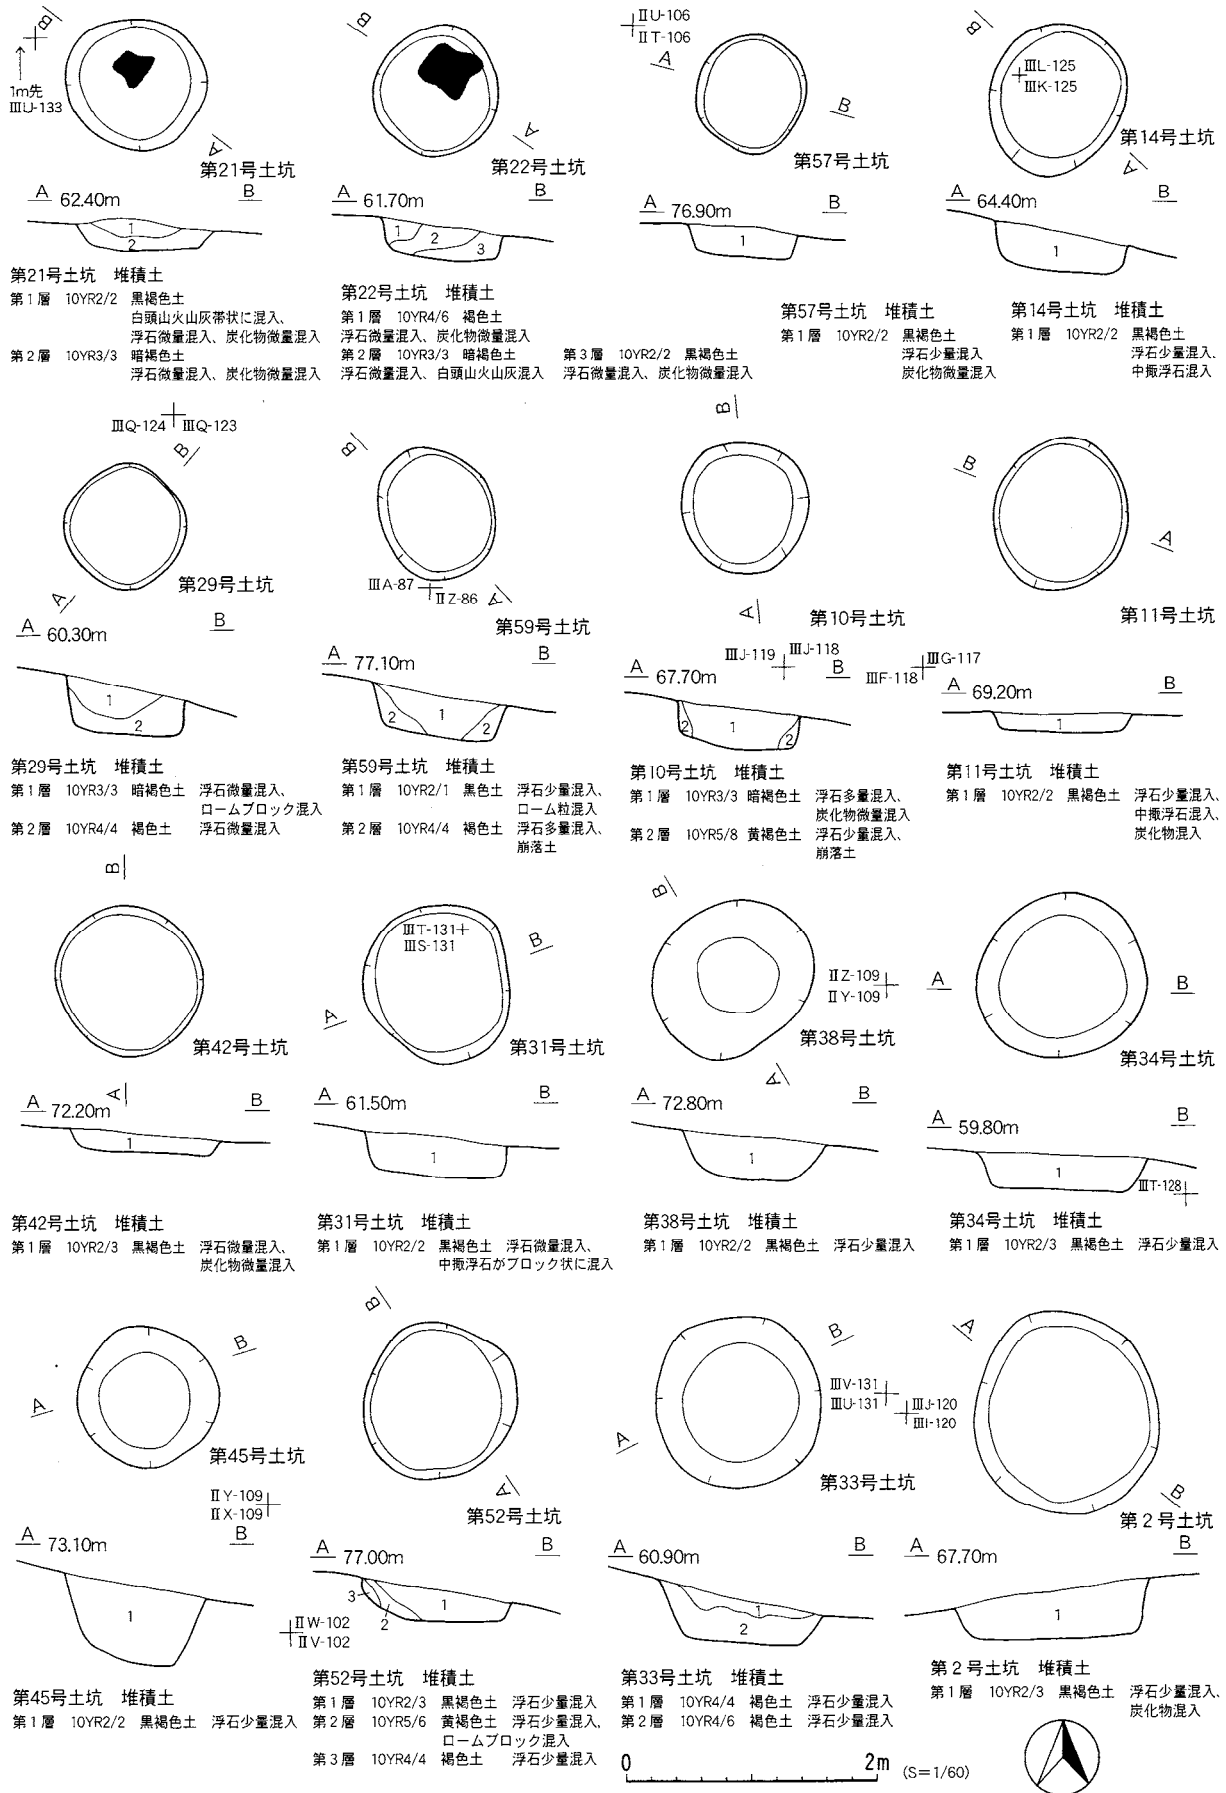 B
1m先
ⅢU-133
A
第21号土坑
A 62.40m B
1
2
第21号土坑 堆積土
第1層 10YR2/2 黒褐色土
白頭山火山灰帯状に混入、
浮石微量混入、炭化物微量混入
第2層 10YR3/3 暗褐色土
浮石微量混入、炭化物微量混入
B
A
第22号土坑
A 61.70m B
1 2 3
第22号土坑 堆積土
第1層 10YR4/6 褐色土
浮石微量混入、炭化物微量混入
第2層 10YR3/3 暗褐色土
浮石微量混入、白頭山火山灰混入
第3層 10YR2/2 黒褐色土
浮石微量混入、炭化物微量混入
ⅡU-106
ⅡT-106
A
B
第57号土坑
A 76.90m B
1
第57号土坑 堆積土
第1層 10YR2/2 黒褐色土
浮石少量混入
炭化物微量混入
B
ⅢL-125
ⅢK-125
第14号土坑
A
A 64.40m B
1
第14号土坑 堆積土
第1層 10YR2/2 黒褐色土
浮石少量混入、
中掫浮石混入
ⅢQ-124 ⅢQ-123
B
第29号土坑
A
A 60.30m B
1
2
第29号土坑 堆積土
第1層 10YR3/3 暗褐色土 浮石微量混入、
ロームブロック混入
第2層 10YR4/4 褐色土 浮石微量混入
B
ⅢA-87
ⅡZ-86
A
第59号土坑
A 77.10m B
2 1 2
第59号土坑 堆積土
第1層 10YR2/1 黒色土 浮石少量混入、
ローム粒混入
第2層 10YR4/4 褐色土 浮石多量混入、
崩落土
B
A
第10号土坑
ⅢJ-119 ⅢJ-118
A 67.70m B
2 1 2
第10号土坑 堆積土
第1層 10YR3/3 暗褐色土 浮石多量混入、
炭化物微量混入
第2層 10YR5/8 黄褐色土 浮石少量混入、
崩落土
B
A
第11号土坑
ⅢG-117
ⅢF-118
A 69.20m B
1
第11号土坑 堆積土
第1層 10YR2/2 黒褐色土 浮石少量混入、
中掫浮石混入、
炭化物混入
B
第42号土坑
A
A 72.20m B
1
第42号土坑 堆積土
第1層 10YR2/3 黒褐色土 浮石微量混入、
炭化物微量混入
ⅢT-131
ⅢS-131
B
A
第31号土坑
A 61.50m B
1
第31号土坑 堆積土
第1層 10YR2/2 黒褐色土 浮石微量混入、
中掫浮石がブロック状に混入
B
ⅡZ-109
ⅡY-109
第38号土坑
A
A 72.80m B
1
第38号土坑 堆積土
第1層 10YR2/2 黒褐色土 浮石少量混入
A B
第34号土坑
A 59.80m B
1
ⅢT-128
第34号土坑 堆積土
第1層 10YR2/3 黒褐色土 浮石少量混入
B
A
第45号土坑
ⅡY-109
ⅡX-109
A 73.10m B
1
第45号土坑 堆積土
第1層 10YR2/2 黒褐色土 浮石少量混入
B
A
第52号土坑
A 77.00m B
3 2 1
ⅡW-102
ⅡV-102
第52号土坑 堆積土
第1層 10YR2/3 黒褐色土 浮石少量混入
第2層 10YR5/6 黄褐色土 浮石少量混入、
ロームブロック混入
第3層 10YR4/4 褐色土 浮石少量混入
B
ⅢV-131
ⅢU-131
A
第33号土坑
A 60.90m B
1
2
第33号土坑 堆積土
第1層 10YR4/4 褐色土 浮石少量混入
第2層 10YR4/6 褐色土 浮石少量混入
A
ⅢJ-120
ⅢI-120
B
第2号土坑
A 67.70m B
1
第2号土坑 堆積土
第1層 10YR2/3 黒褐色土 浮石少量混入、
炭化物混入
0 2m (S=1/60)